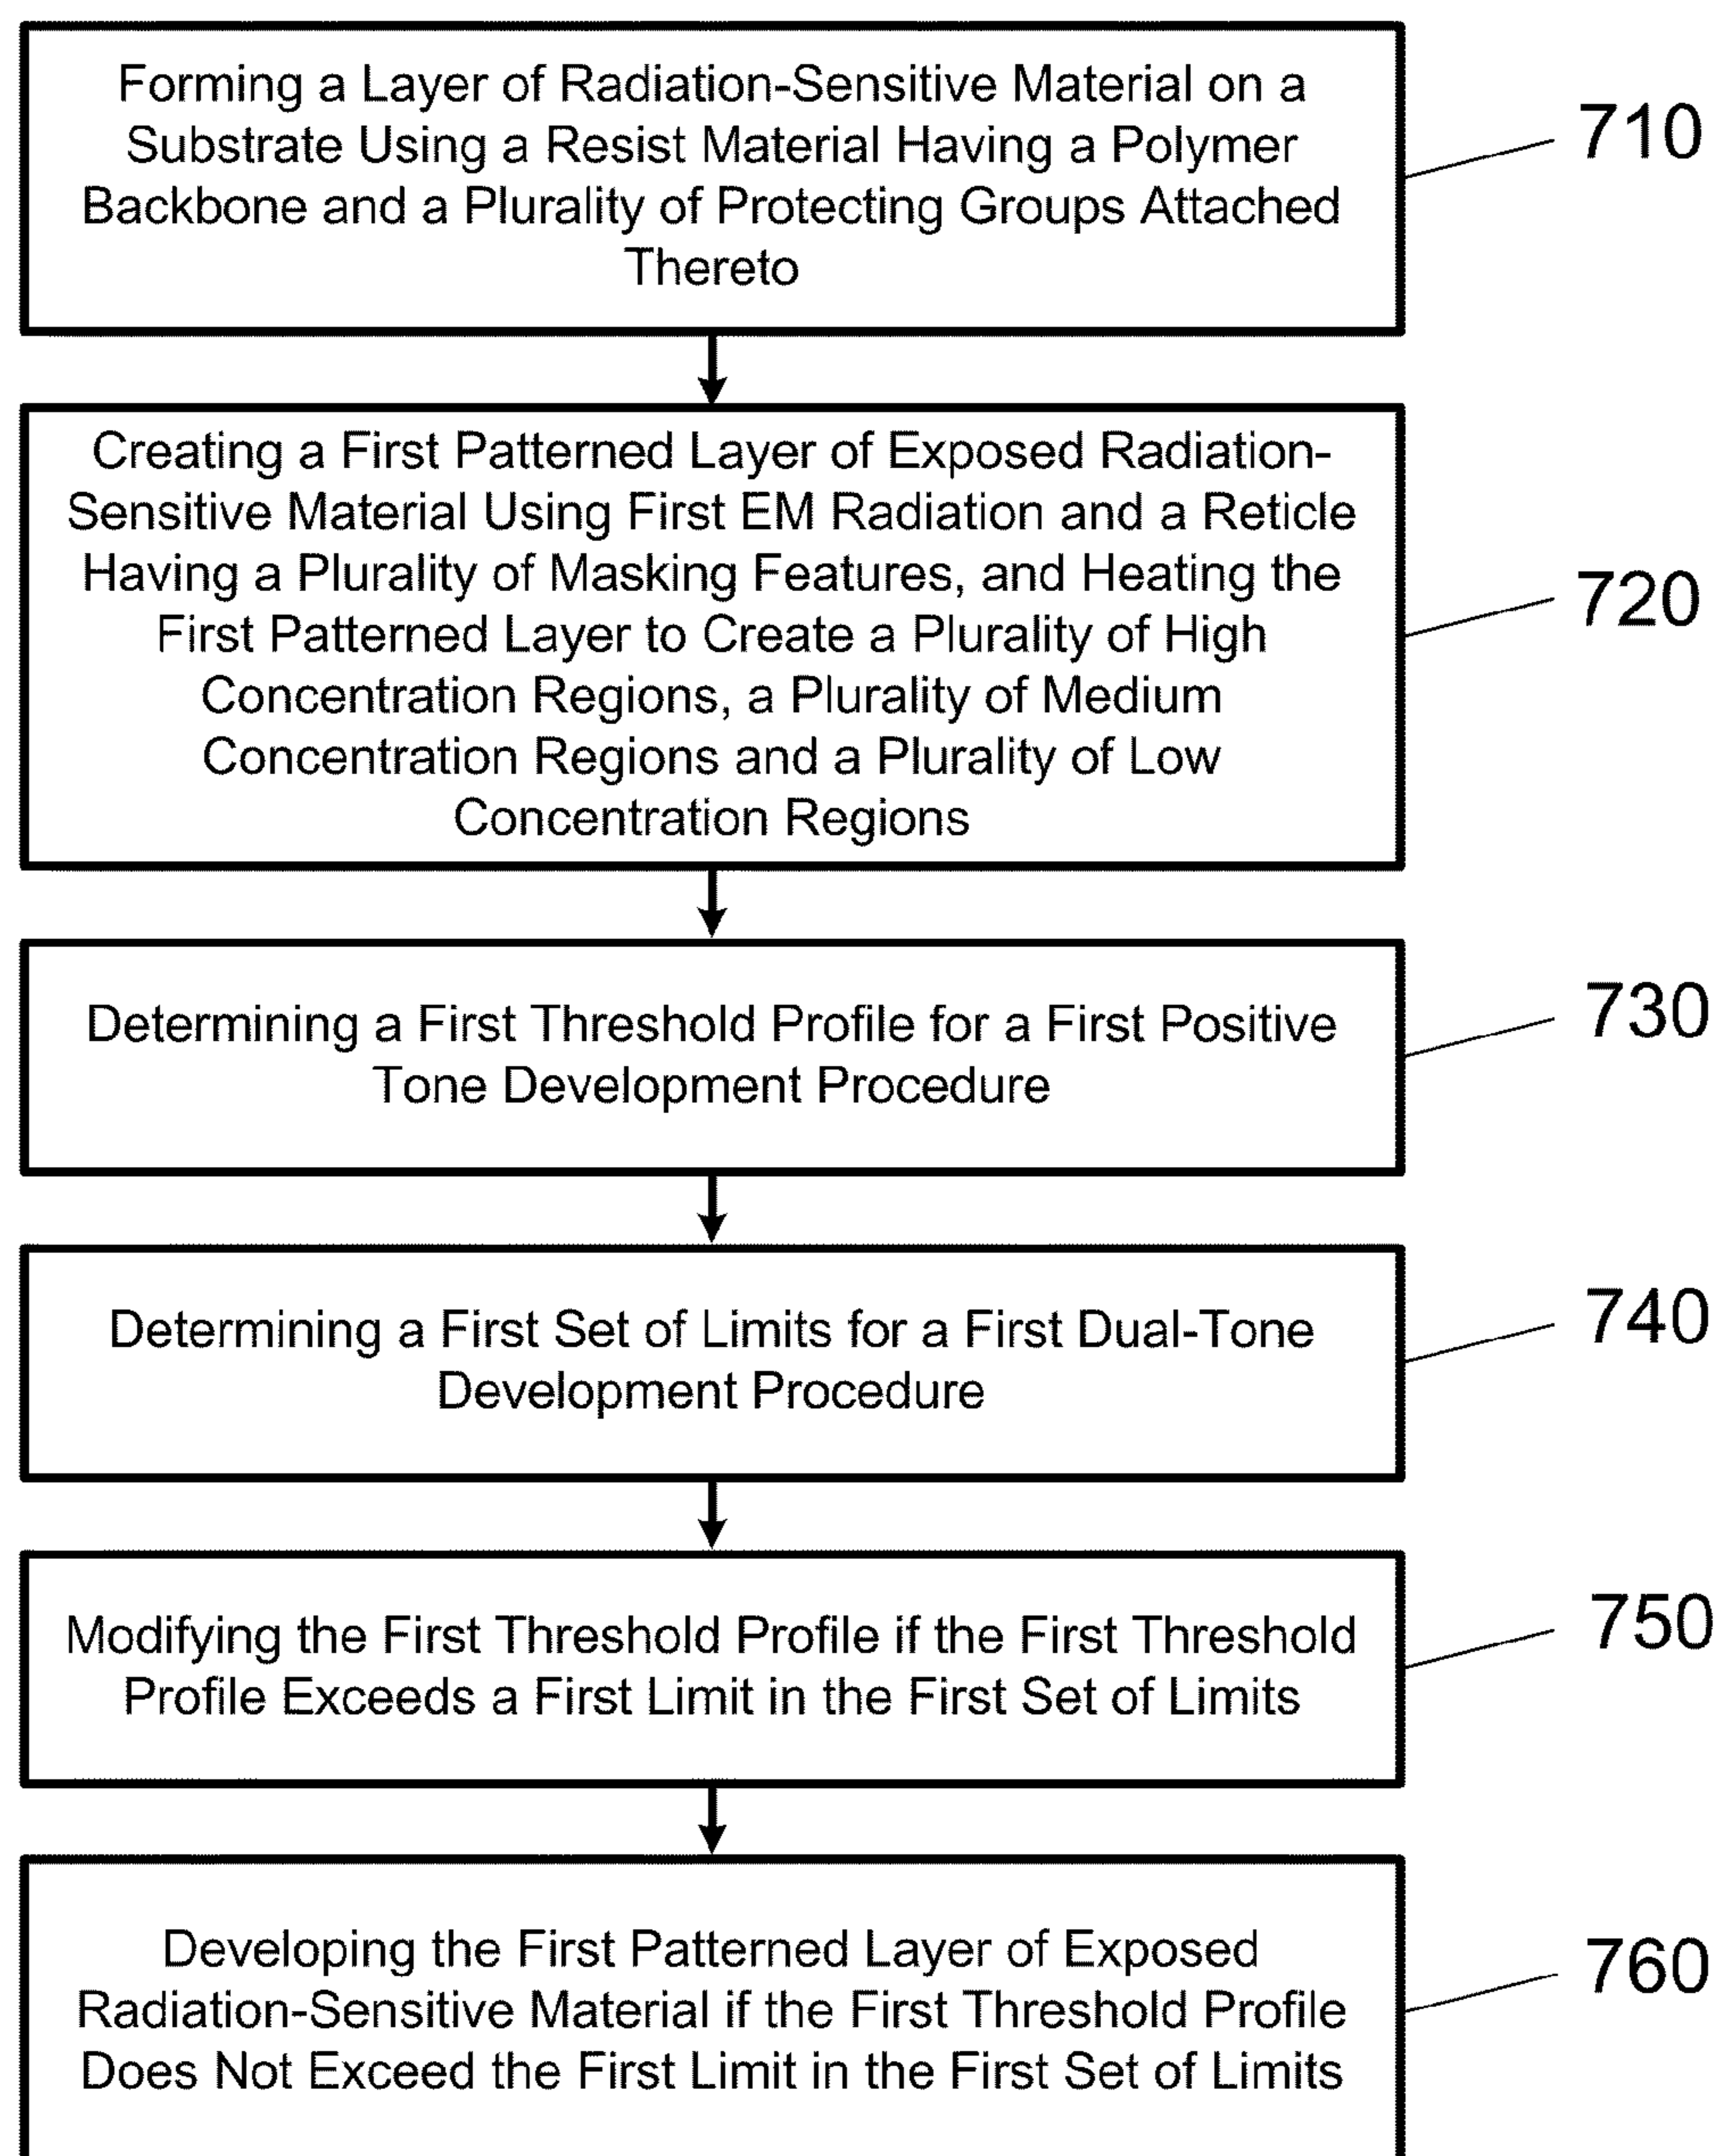 Forming a Layer of Radiation-Sensitive Material on a
Substrate Using a Resist Material Having a Polymer
Backbone and a Plurality of Protecting Groups Attached
Thereto
710
Creating a First Patterned Layer of Exposed Radiation-
Sensitive Material Using First EM Radiation and a Reticle
Having a Plurality of Masking Features, and Heating the
First Patterned Layer to Create a Plurality of High
Concentration Regions, a Plurality of Medium
Concentration Regions and a Plurality of Low
Concentration Regions
720
Determining a First Threshold Profile for a First Positive
Tone Development Procedure
730
Determining a First Set of Limits for a First Dual-Tone
Development Procedure
740
Modifying the First Threshold Profile if the First Threshold
Profile Exceeds a First Limit in the First Set of Limits
750
Developing the First Patterned Layer of Exposed
Radiation-Sensitive Material if the First Threshold Profile
Does Not Exceed the First Limit in the First Set of Limits
760